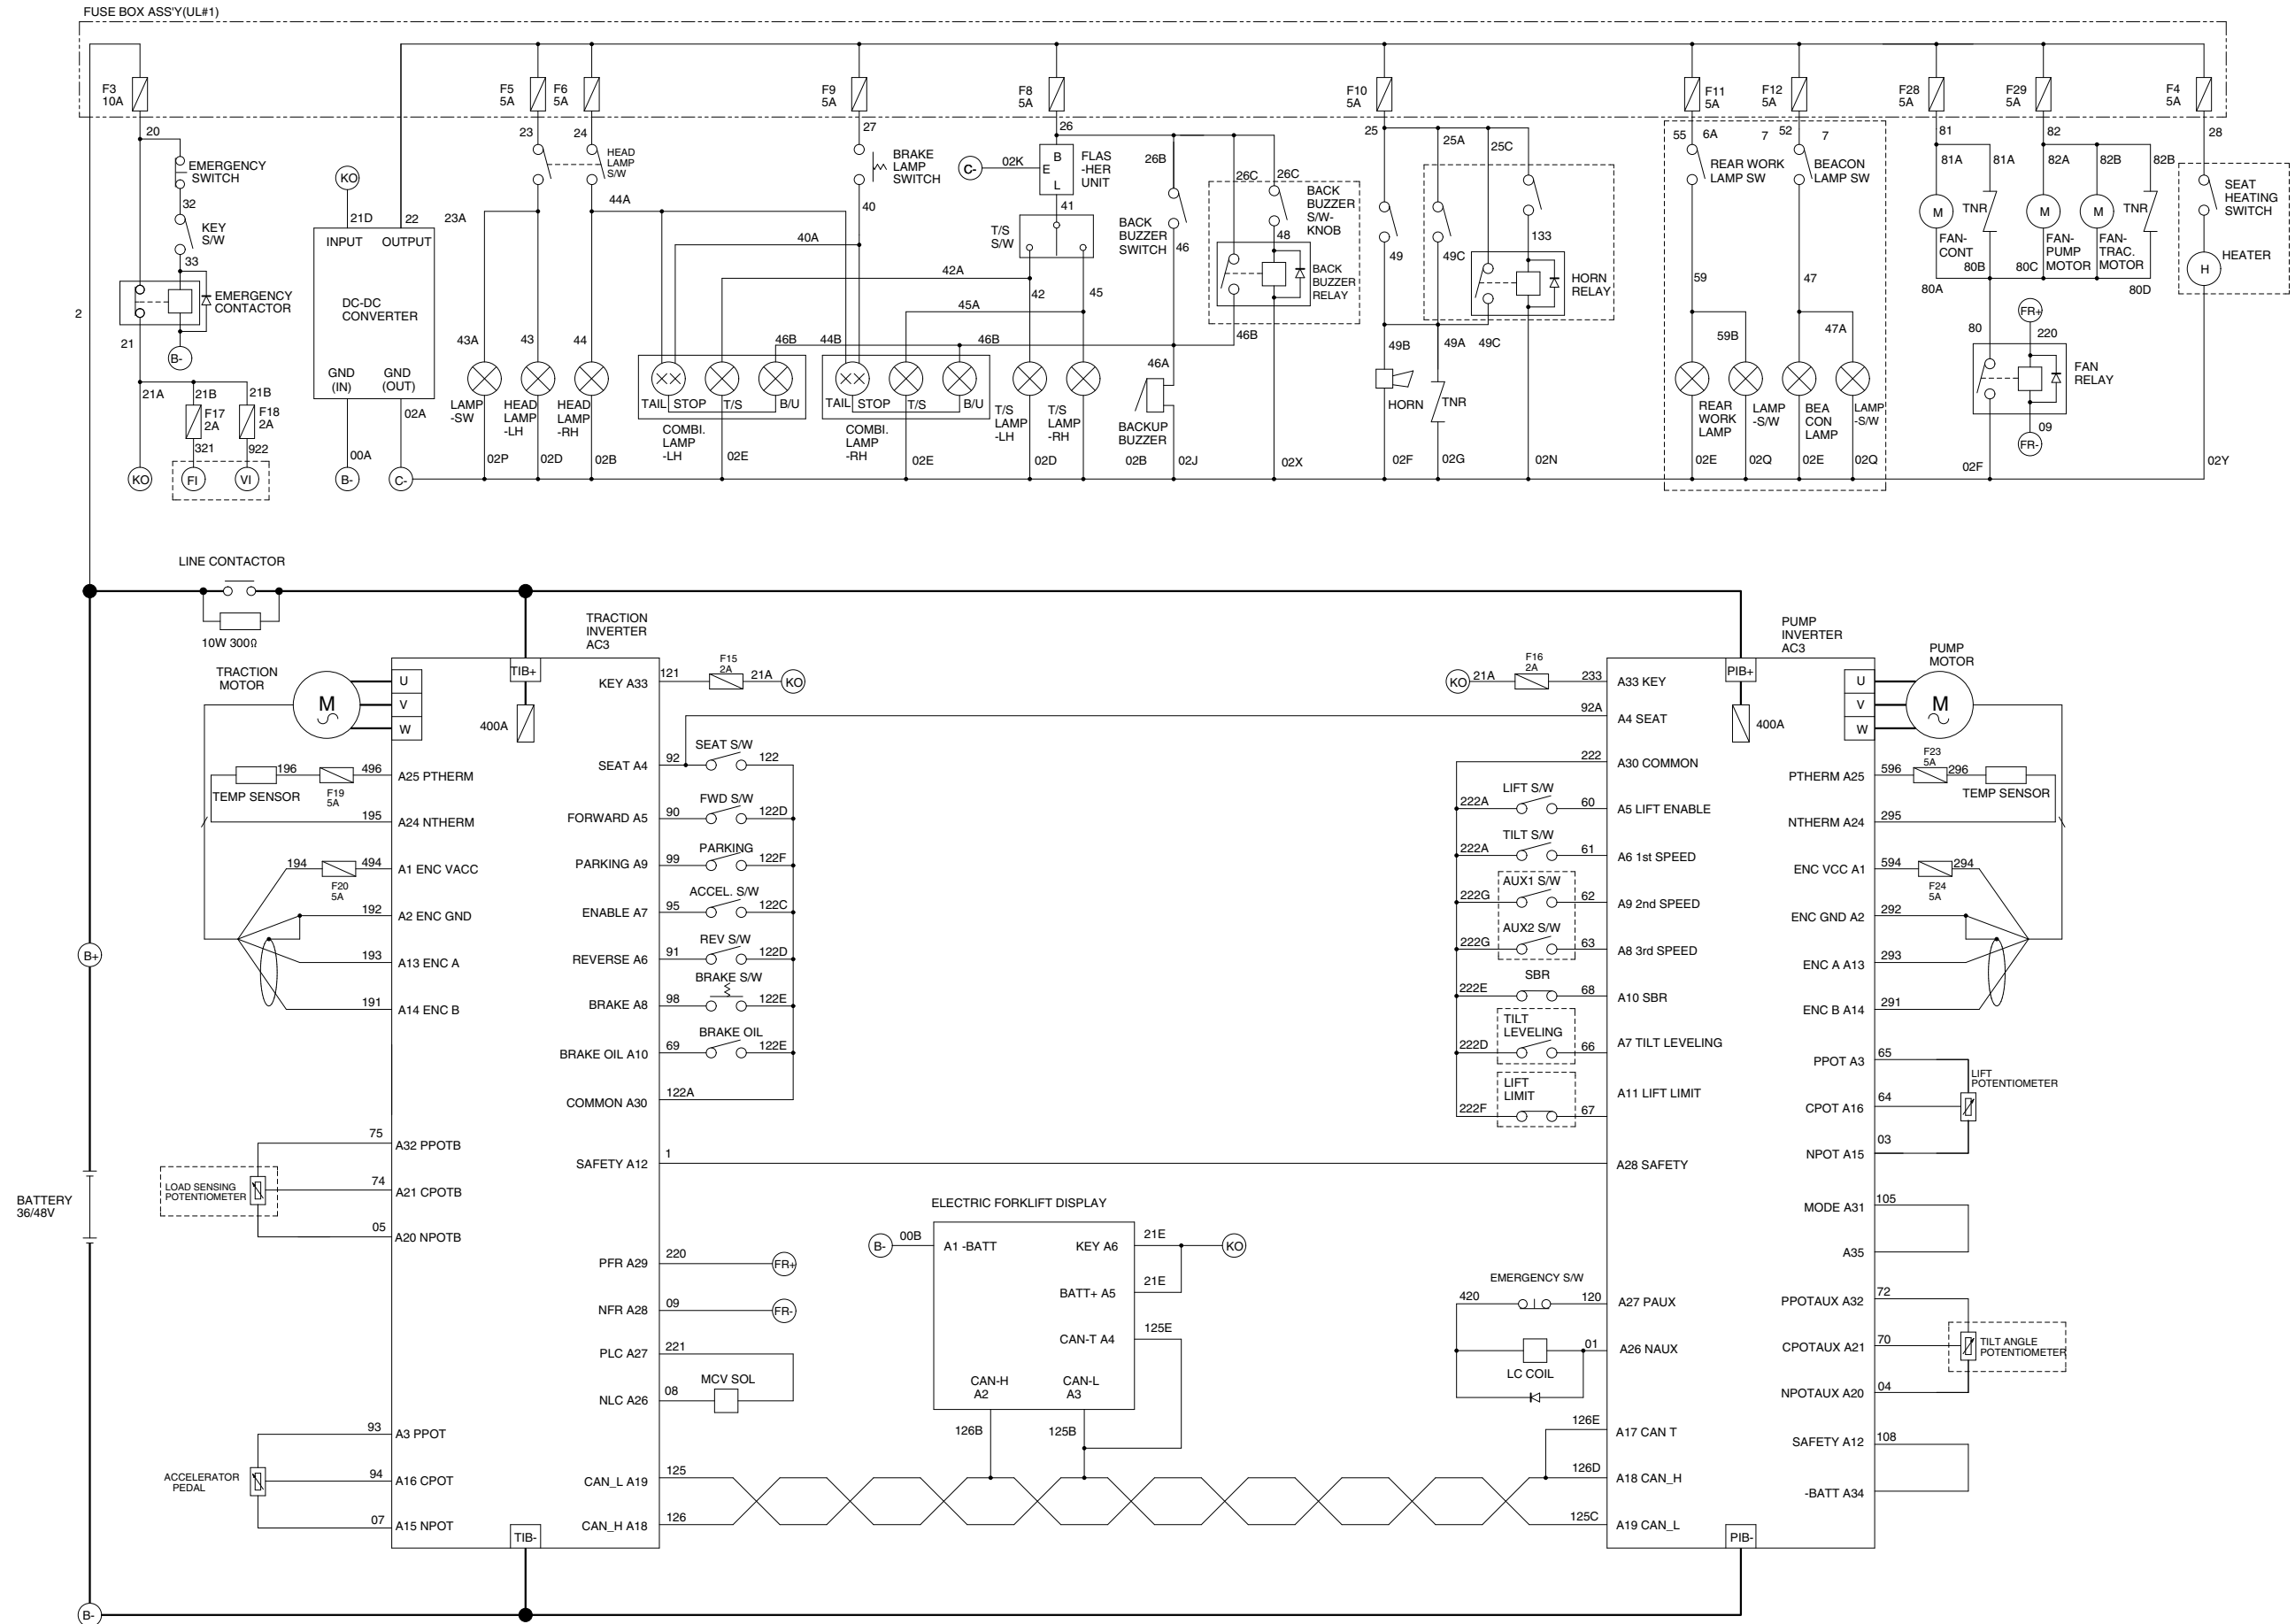 FUSE BOX ASS'Y(UL#1)
F3
10A
F5
5A
F6
5A
F9
5A
F8
5A
F10
5A
F11
5A
F12
5A
F28
5A
F29
5A
F4
5A
20
EMERGENCY
SWITCH
32
KEY
S/W
33
EMERGENCY
CONTACTOR
B-
2
21
21A
21B
21B
F17
2A
F18
2A
321
922
KO
FI
VI
KO
21D
22
23A
INPUT
OUTPUT
DC-DC
CONVERTER
GND
(IN)
GND
(OUT)
02A
00A
B-
C-
23
24
HEAD
LAMP
S/W
44A
43A
43
44
LAMP
-SW
HEAD
LAMP
-LH
HEAD
LAMP
-RH
02P
02D
02B
27
BRAKE
LAMP
SWITCH
40
40A
42A
45A
46B
44B
46B
TAIL
STOP
T/S
B/U
COMBI.
LAMP
-LH
02E
TAIL
STOP
T/S
B/U
COMBI.
LAMP
-RH
02E
26
C-
02K
B
E
L
FLAS
-HER
UNIT
41
T/S
S/W
42
45
T/S
LAMP
-LH
T/S
LAMP
-RH
02D
26B
BACK
BUZZER
SWITCH
46
46A
BACKUP
BUZZER
02B
02J
26C
26C
BACK
BUZZER
S/W-
KNOB
48
BACK
BUZZER
RELAY
46B
02X
25
25A
25C
49
49C
133
HORN
RELAY
49B
49A
49C
HORN
TNR
02F
02G
02N
55
6A
7
52
7
REAR WORK
LAMP SW
BEACON
LAMP SW
59
47
59B
47A
REAR
WORK
LAMP
LAMP
-S/W
BEA
CON
LAMP
LAMP
-S/W
02E
02Q
02E
02Q
81
82
81A
81A
82A
82B
82B
M
TNR
M
M
TNR
FAN-
CONT
FAN-
PUMP
MOTOR
FAN-
TRAC.
MOTOR
80B
80C
80A
80D
FR+
80
220
FAN
RELAY
09
FR-
02F
28
SEAT
HEATING
SWITCH
H
HEATER
02Y
LINE CONTACTOR
10W 300Ω
TRACTION
INVERTER
AC3
TRACTION
MOTOR
M
U
V
W
TIB+
400A
KEY A33
121
F15
2A
21A
KO
SEAT A4
92
SEAT S/W
122
FORWARD A5
90
FWD S/W
122D
PARKING A9
99
PARKING
122F
ENABLE A7
95
ACCEL. S/W
122C
REVERSE A6
91
REV S/W
122D
BRAKE A8
98
BRAKE S/W
122E
BRAKE OIL A10
69
BRAKE OIL
122E
COMMON A30
122A
SAFETY A12
1
PFR A29
220
FR+
NFR A28
09
FR-
PLC A27
221
NLC A26
08
MCV SOL
CAN_L A19
125
CAN_H A18
126
196
496
A25 PTHERM
TEMP SENSOR
F19
5A
195
A24 NTHERM
194
494
A1 ENC VACC
F20
5A
192
A2 ENC GND
193
A13 ENC A
191
A14 ENC B
75
A32 PPOTB
LOAD SENSING
POTENTIOMETER
74
A21 CPOTB
05
A20 NPOTB
93
A3 PPOT
ACCELERATOR
PEDAL
94
A16 CPOT
07
A15 NPOT
TIB-
B+
BATTERY
36/48V
B-
ELECTRIC FORKLIFT DISPLAY
B-
00B
A1 -BATT
KEY A6
21E
KO
BATT+ A5
21E
CAN-T A4
125E
CAN-H
A2
CAN-L
A3
126B
125B
PUMP
INVERTER
AC3
PUMP
MOTOR
M
U
V
W
PIB+
400A
KO
21A
F16
2A
233
A33 KEY
92A
A4 SEAT
222
A30 COMMON
222A
LIFT S/W
60
A5 LIFT ENABLE
222A
TILT S/W
61
A6 1st SPEED
222G
AUX1 S/W
62
A9 2nd SPEED
222G
AUX2 S/W
63
A8 3rd SPEED
222E
SBR
68
A10 SBR
222D
TILT
LEVELING
66
A7 TILT LEVELING
222F
LIFT
LIMIT
67
A11 LIFT LIMIT
A28 SAFETY
EMERGENCY S/W
420
120
A27 PAUX
01
A26 NAUX
LC COIL
126E
A17 CAN T
126D
A18 CAN_H
125C
A19 CAN_L
PIB-
PTHERM A25
596
F23
5A
296
TEMP SENSOR
NTHERM A24
295
ENC VCC A1
594
294
F24
5A
ENC GND A2
292
ENC A A13
293
ENC B A14
291
PPOT A3
65
LIFT
POTENTIOMETER
CPOT A16
64
NPOT A15
03
MODE A31
105
A35
PPOTAUX A32
72
CPOTAUX A21
70
TILT ANGLE
POTENTIOMETER
NPOTAUX A20
04
SAFETY A12
108
-BATT A34